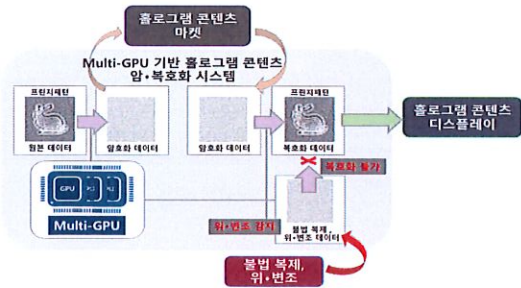 홀로그램 콘텐츠
마켓
Multi-GPU 기반 홀로그램 콘텐츠
암•복호화 시스템
프린지패턴
원본 데이터
암호화 데이터
암호화 데이터
프린지패턴
복호화 데이터
홀로그램 콘텐츠
디스플레이
복호화 불가
GPU
Multi-GPU
위•변조 감지
불법 복제,
위•변조 데이터
불법 복제,
위•변조